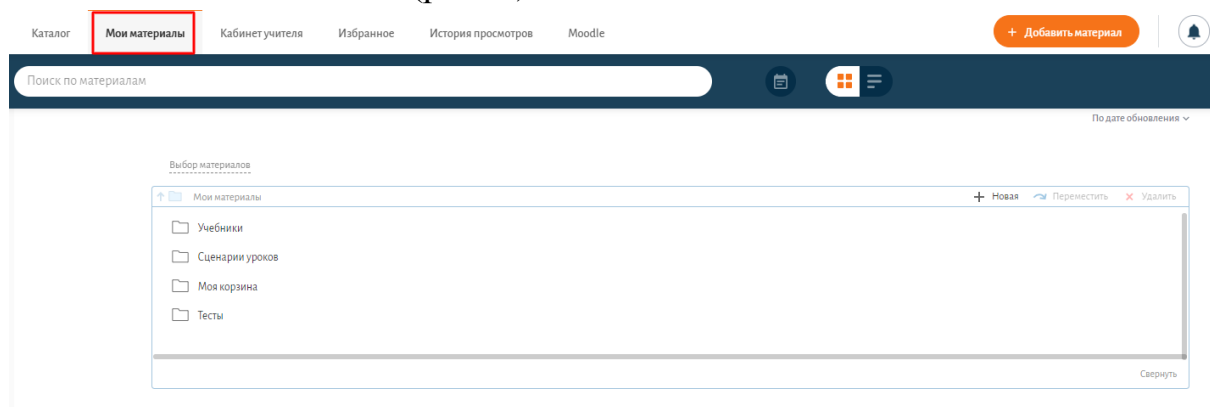 Каталог Мои материалы Кабинет учителя Избранное История просмотров Moodle + Добавить материал
Поиск по материалам
По дате обновления
Выбор материалов
Мои материалы + Новая Переместить Удалить
Учебники
Сценарии уроков
Моя корзина
Тесты
Свернуть